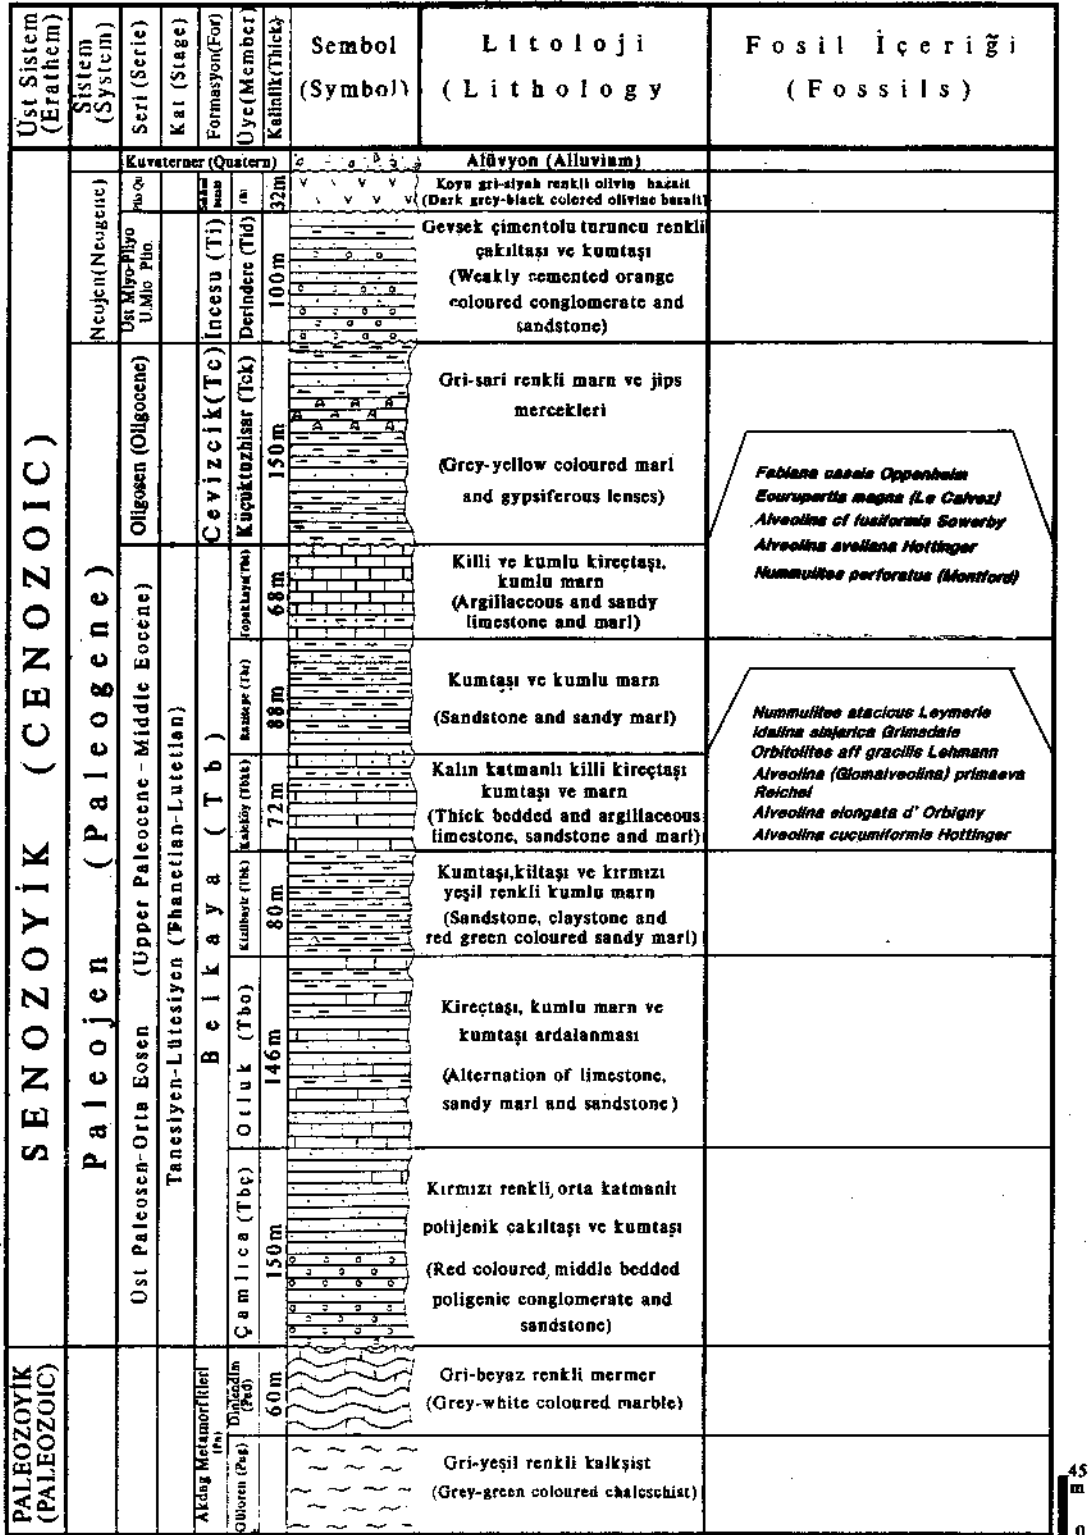 Üst Sistem
(Erathem)
Sistem
(System)
Seri (Serie)
Kat (Stage)
Formasyon(For)
Üye(Member)
Kalinlik(Thick)
Sembol
(Symbol)
Litoloji
(Lithology
Fosil İçeriği
(Fossils)
SENOZOYİK (CENOZOIC)
Neojen(Neogene)
Kuvaterner (Quatern)
Alüvyon (Alluvium)
Plio Qu
32m
Koyu gri-siyah renkli olivin bazalt
(Dark grey-black colored olivine basalt)
Üst Miyo-Pliyo
U.Mio Plio.
İncesu (Ti)
Derindere (Tid)
100m
Gevşek çimentolu turuncu renkli
çakıltaşı ve kumtaşı
(Weakly cemented orange
coloured conglomerate and
sandstone)
Paleojen (Paleogene)
Oligosen (Oligocene)
Cevizcik(Tc)
Küçüktuzhisar (Tck)
150m
Gri-sari renkli marn ve jips
mercekleri
(Grey-yellow coloured marl
and gypsiferous lenses)
Fabiana cassis Oppenheim
Eorupertia magna (Le Calvez)
Alveolina cf fusiformis Sowerby
Alveolina avellana Hottinger
Nummulites perforatus (Montford)
Üst Paleosen-Orta Eosen (Upper Paleocene-Middle Eocene)
Tanesiyen-Lütesiyen (Thanetian-Lutetian)
Belkaya (Tb)
68m
Killi ve kumlu kireçtaşı,
kumlu marn
(Argillaceous and sandy
limestone and marl)
88m
Kumtaşı ve kumlu marn
(Sandstone and sandy marl)
Nummulites atacicus Leymerie
Idalina sinjarica Grimsdale
Orbitolites aff gracilis Lehmann
Alveolina (Glomalveolina) primaeva
Reichel
Alveolina elongata d' Orbigny
Alveolina cucumiformis Hottinger
72m
Kalın katmanlı killi kireçtaşı
kumtaşı ve marn
(Thick bedded and argillaceous
limestone, sandstone and marl)
80m
Kumtaşı,kiltaşı ve kırmızı
yeşil renkli kumlu marn
(Sandstone, claystone and
red green coloured sandy marl)
Otluk (Tbo)
146m
Kireçtaşı, kumlu marn ve
kumtaşı ardalanması
(Alternation of limestone,
sandy marl and sandstone)
Çamlıca (Tbç)
150m
Kırmızı renkli, orta katmanlı
polijenik çakıltaşı ve kumtaşı
(Red coloured, middle bedded
poligenic conglomerate and
sandstone)
PALEOZOYİK
(PALEOZOIC)
Akdağ Metamorfikleri
60m
Gri-beyaz renkli mermer
(Grey-white coloured marble)
Gri-yeşil renkli kalkşist
(Grey-green coloured chalcschist)
45
m
0